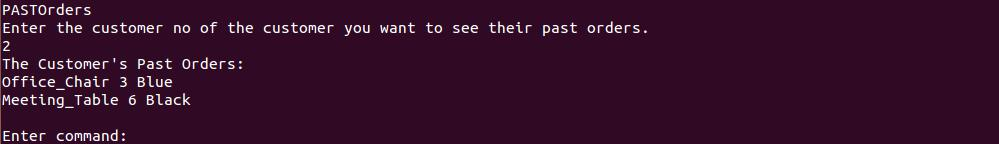 PASTOrders
Enter the customer no of the customer you want to see their past orders.
2
The Customer's Past Orders:
Office_Chair 3 Blue
Meeting_Table 6 Black
Enter command: